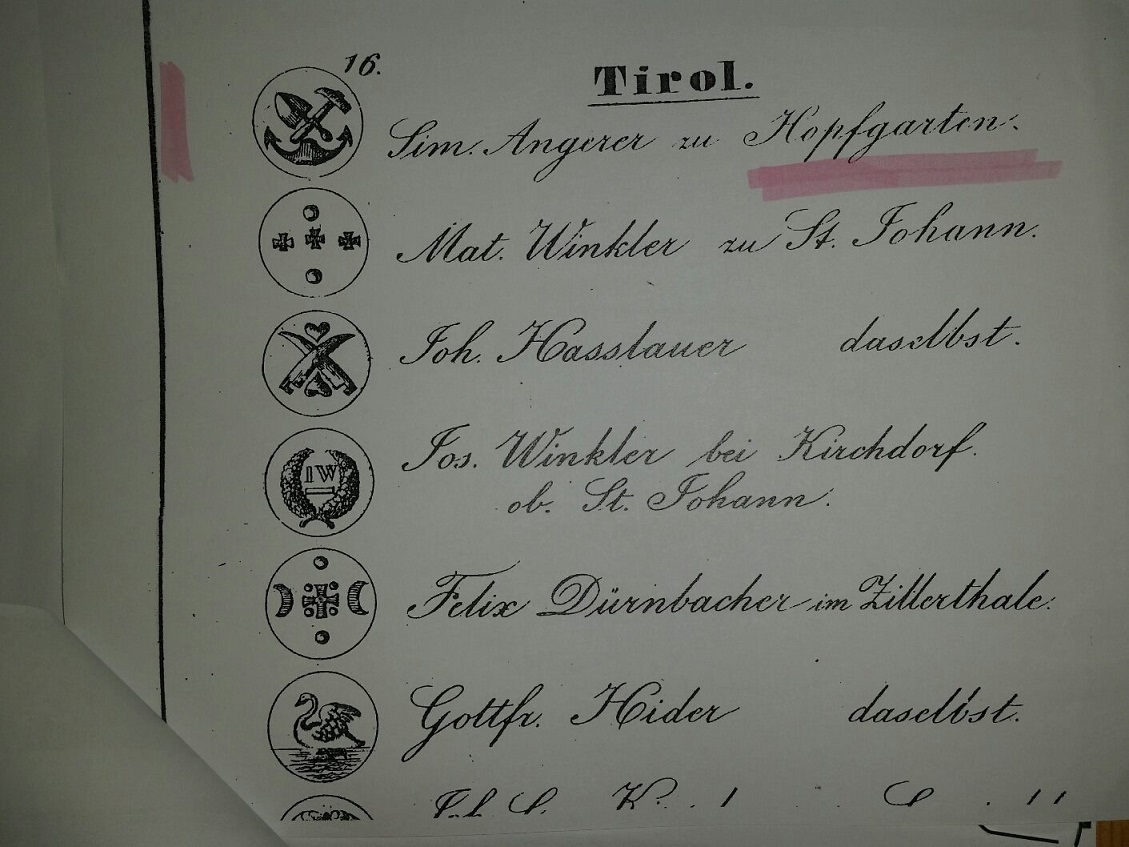 16.
Tirol.
Sim. Angerer zu Hopfgarten.
Mat. Winkler zu St. Johann.
Joh. Hasslauer daselbst.
IW
Jos. Winkler bei Kirchdorf.
ob. St. Johann.
Felix Dürnbacher im Zillerthale.
Gottfr. Hider daselbst.